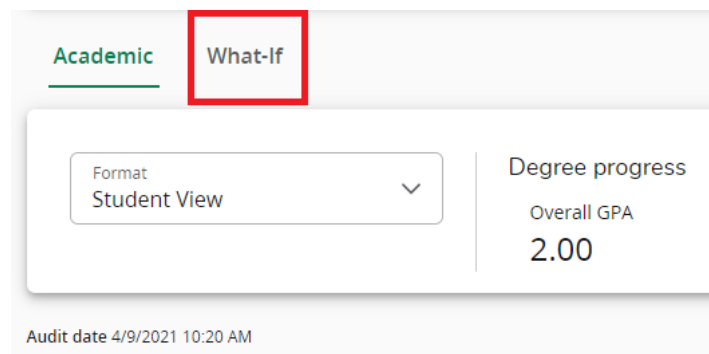 Academic What-If
Format
Student View
Degree progress
Overall GPA
2.00
Audit date 4/9/2021 10:20 AM